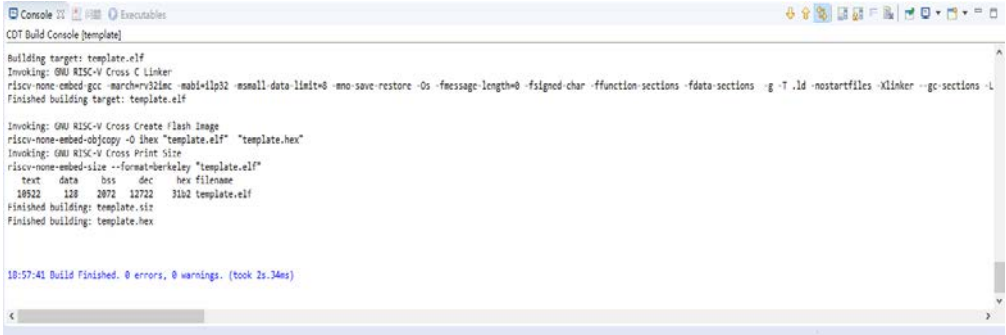 Console Executables
CDT Build Console [template]
Building target: template.elf
Invoking: GNU RISC-V Cross C Linker
riscv-none-embed-gcc -march=rv32imc -mabi=ilp32 -msmall-data-limit=8 -mno-save-restore -Os -fmessage-length=0 -fsigned-char -ffunction-sections -fdata-sections -g -T .ld -nostartfiles -Xlinker --gc-sections -L
Finished building target: template.elf
Invoking: GNU RISC-V Cross Create Flash Image
riscv-none-embed-objcopy -O ihex "template.elf" "template.hex"
Invoking: GNU RISC-V Cross Print Size
riscv-none-embed-size --format=berkeley "template.elf"
text data bss dec hex filename
10522 128 2072 12722 31b2 template.elf
Finished building: template.siz
Finished building: template.hex
18:57:41 Build Finished. 0 errors, 0 warnings. (took 2s.34ms)